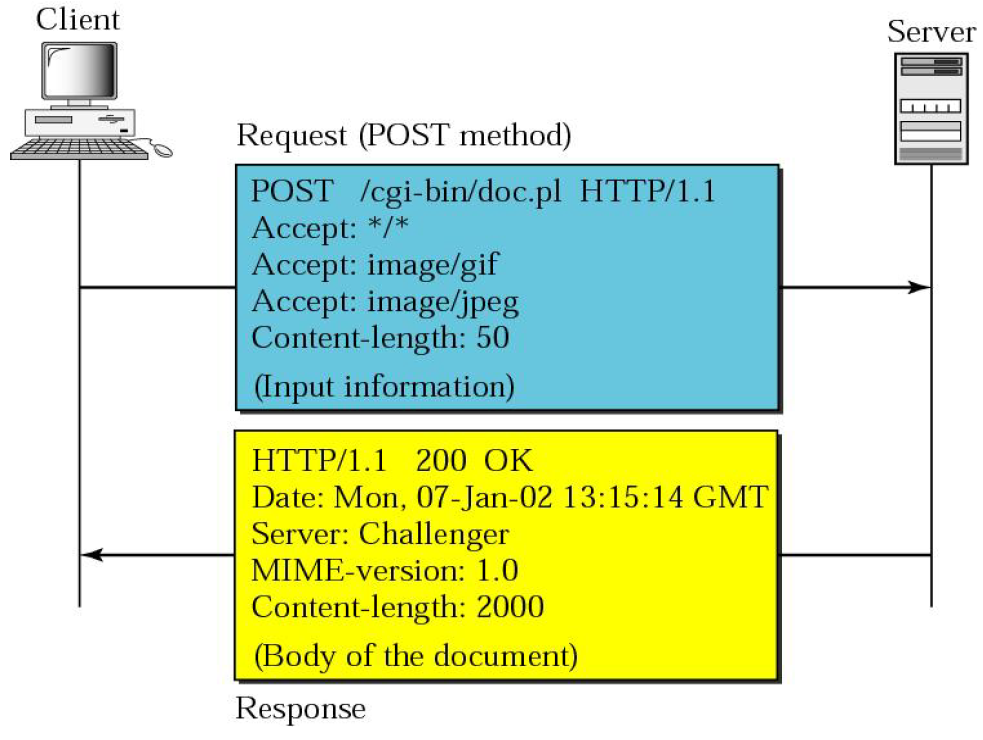 Client
Server
Request (POST method)
POST /cgi-bin/doc.pl HTTP/1.1
Accept: */*
Accept: image/gif
Accept: image/jpeg
Content-length: 50
(Input information)
HTTP/1.1 200 OK
Date: Mon, 07-Jan-02 13:15:14 GMT
Server: Challenger
MIME-version: 1.0
Content-length: 2000
(Body of the document)
Response